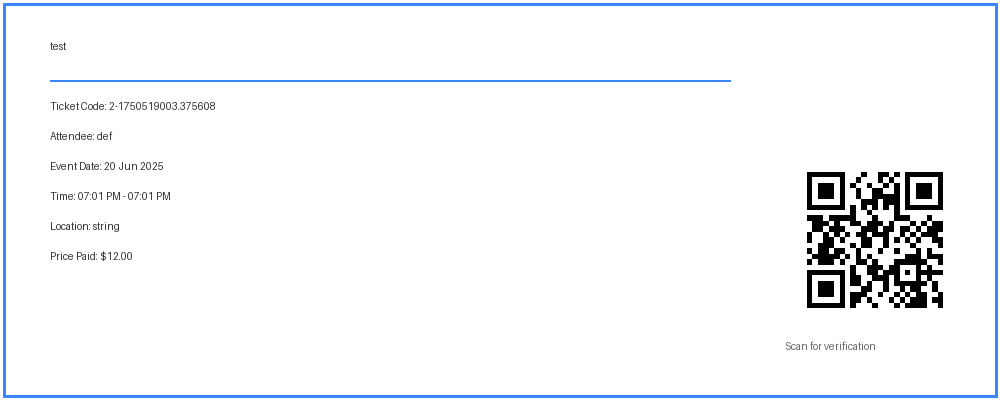 test
Ticket Code: 2-1750519003.375608
Attendee: def
Event Date: 20 Jun 2025
Time: 07:01 PM - 07:01 PM
Location: string
Price Paid: $12.00
Scan for verification